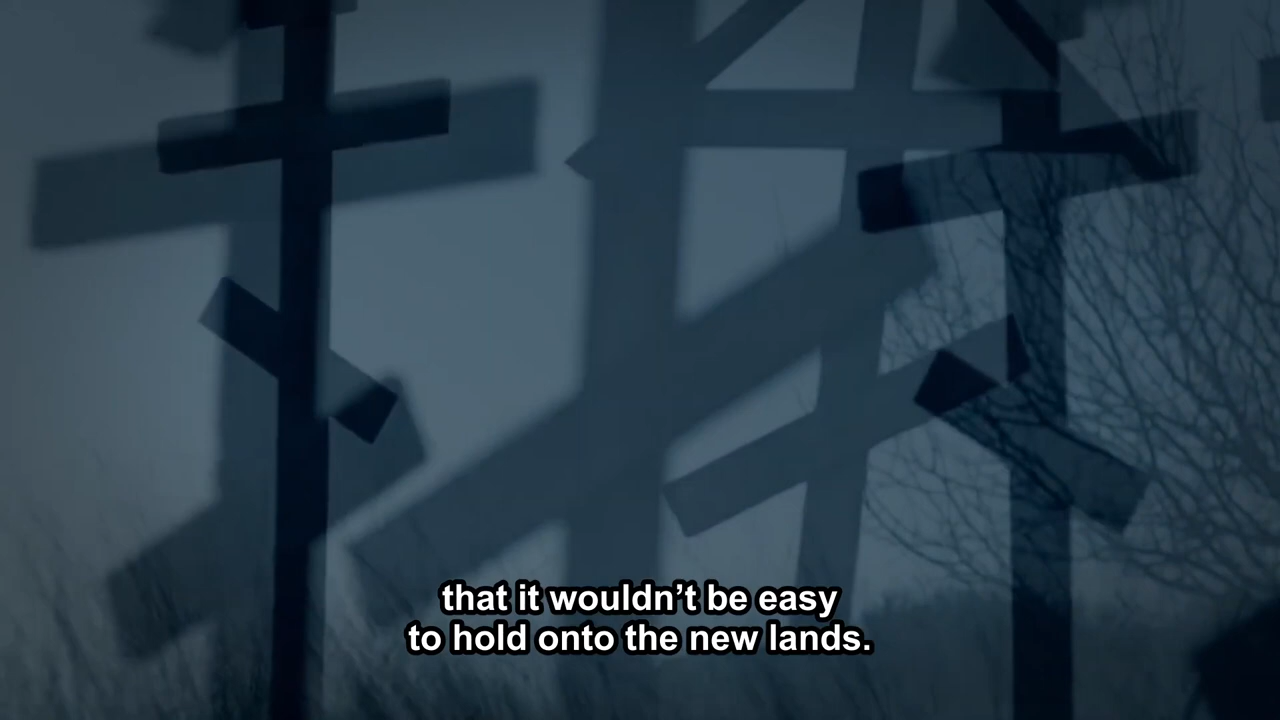 that it wouldn’t be easy
to hold onto the new lands.